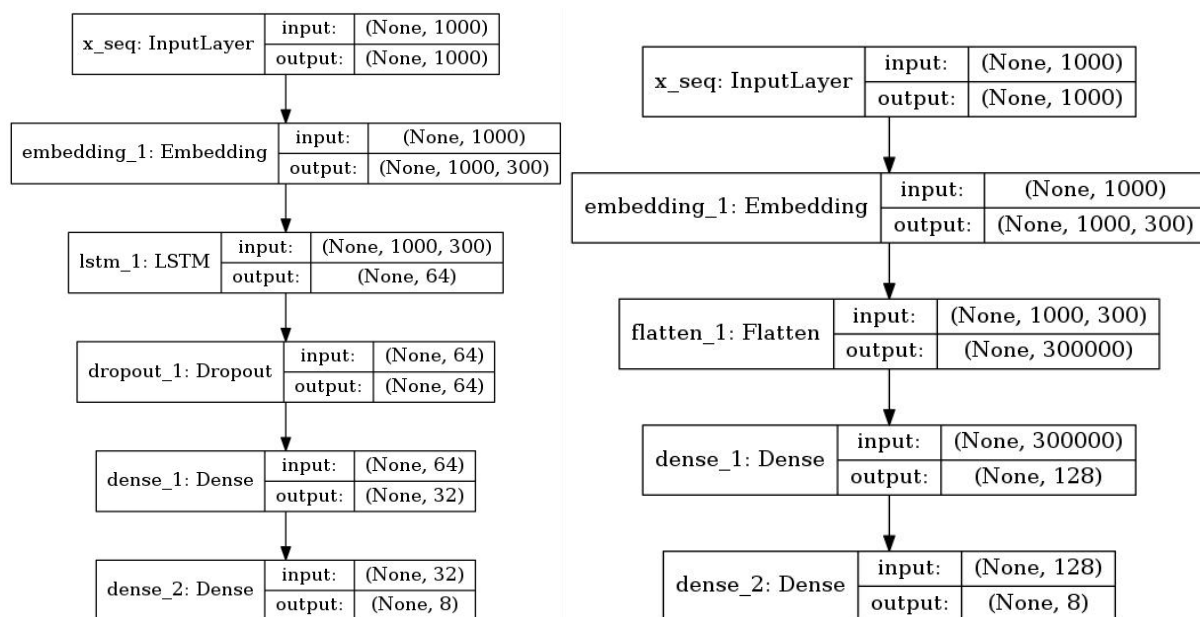 x_seq: InputLayer
input: (None, 1000)
output: (None, 1000)
embedding_1: Embedding
input: (None, 1000)
output: (None, 1000, 300)
lstm_1: LSTM
input: (None, 1000, 300)
output: (None, 64)
dropout_1: Dropout
input: (None, 64)
output: (None, 64)
dense_1: Dense
input: (None, 64)
output: (None, 32)
dense_2: Dense
input: (None, 32)
output: (None, 8)
x_seq: InputLayer
input: (None, 1000)
output: (None, 1000)
embedding_1: Embedding
input: (None, 1000)
output: (None, 1000, 300)
flatten_1: Flatten
input: (None, 1000, 300)
output: (None, 300000)
dense_1: Dense
input: (None, 300000)
output: (None, 128)
dense_2: Dense
input: (None, 128)
output: (None, 8)